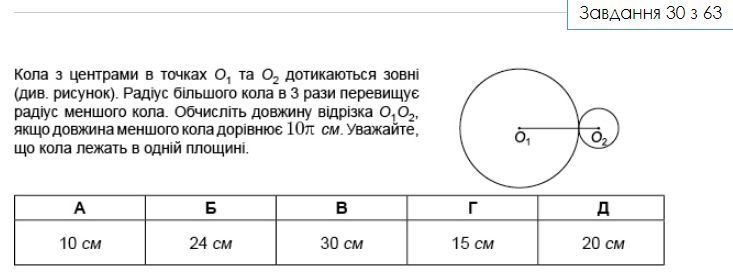 Завдання 30 з 63
Кола з центрами в точках O₁ та O₂ дотикаються зовні
(див. рисунок). Радіус більшого кола в 3 рази перевищує
радіус меншого кола. Обчисліть довжину відрізка O₁O₂,
якщо довжина меншого кола дорівнює 10π см. Уважайте,
що кола лежать в одній площині.
O₁ O₂
А Б В Г Д
10 см 24 см 30 см 15 см 20 см